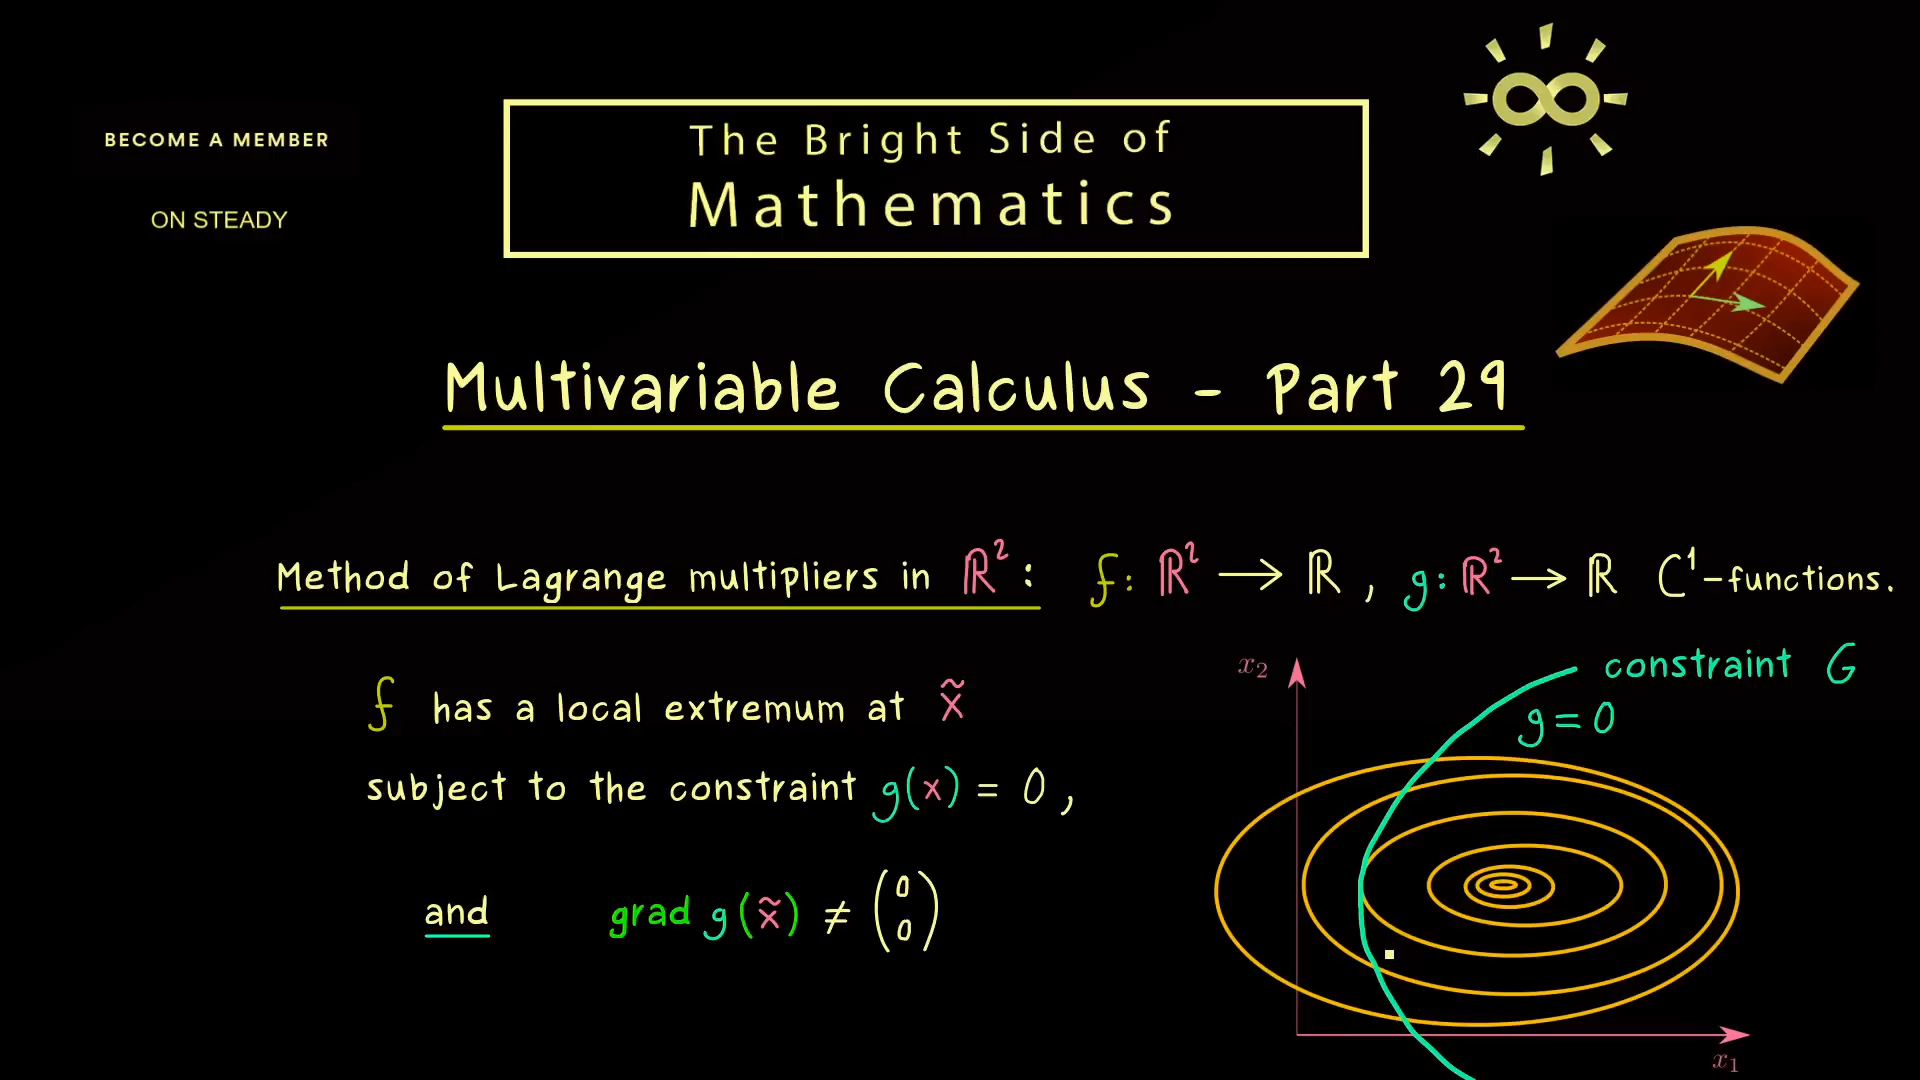 BECOME A MEMBER
ON STEADY
The Bright Side of
Mathematics
Multivariable Calculus - Part 29
Method of Lagrange multipliers in ℝ²: f: ℝ² ⟶ ℝ , g: ℝ² ⟶ ℝ C¹-functions.
f has a local extremum at x̃
subject to the constraint g(x) = 0 ,
and grad g(x̃) ≠ (0
0)
x₂
constraint G
g = 0
x₁